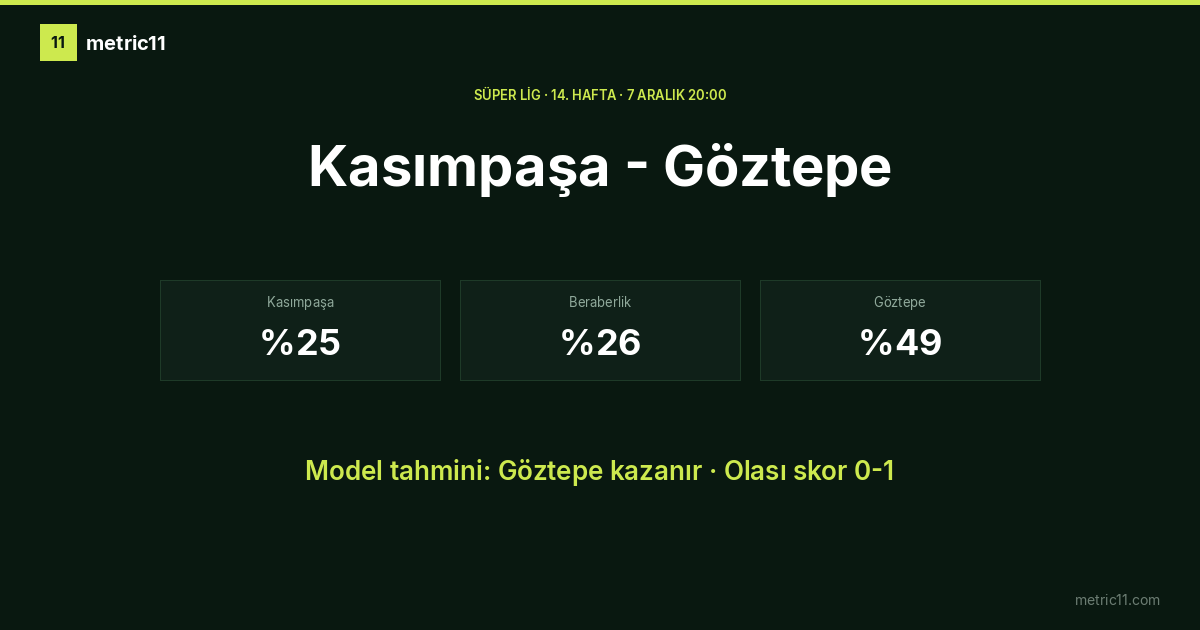 11 metric11
SÜPER LİG · 14. HAFTA · 7 ARALIK 20:00
Kasımpaşa - Göztepe
Kasımpaşa
%25
Beraberlik
%26
Göztepe
%49
Model tahmini: Göztepe kazanır · Olası skor 0-1
metric11.com